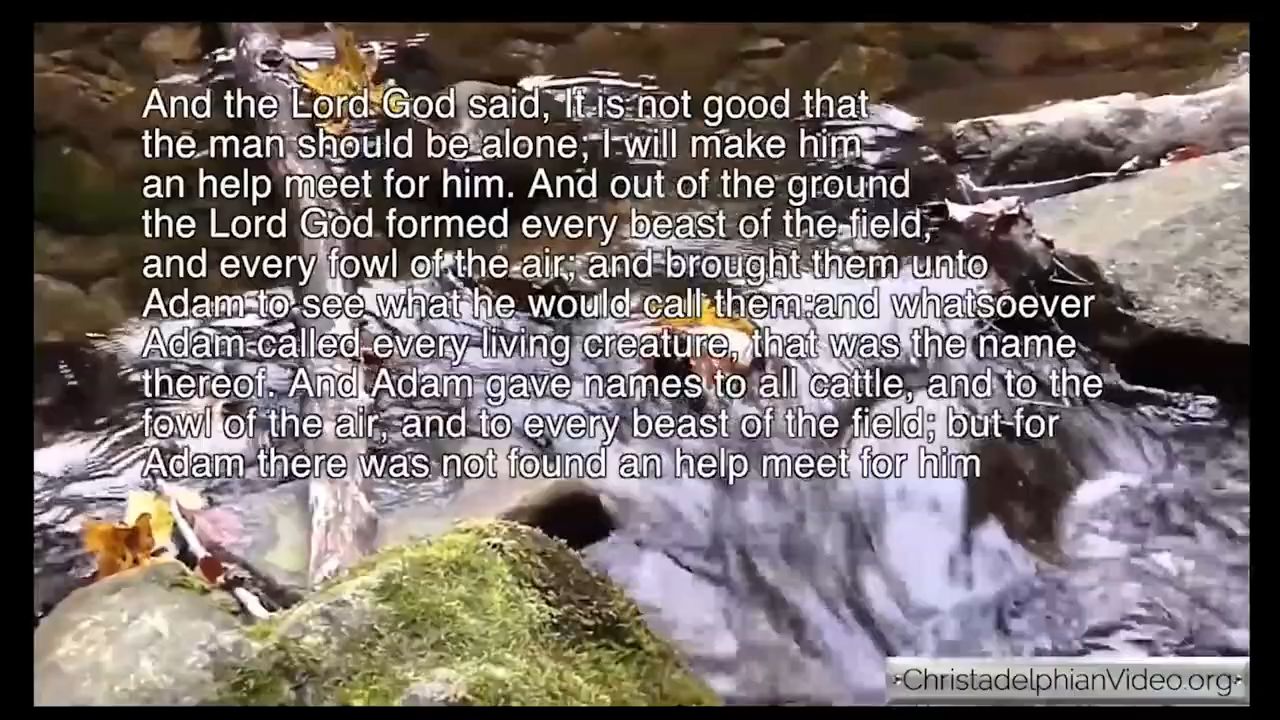 And the Lord God said, It is not good that
the man should be alone; I will make him
an help meet for him. And out of the ground
the Lord God formed every beast of the field,
and every fowl of the air; and brought them unto
Adam to see what he would call them:and whatsoever
Adam called every living creature, that was the name
thereof. And Adam gave names to all cattle, and to the
fowl of the air, and to every beast of the field; but for
Adam there was not found an help meet for him
•ChristadelphianVideo.org•